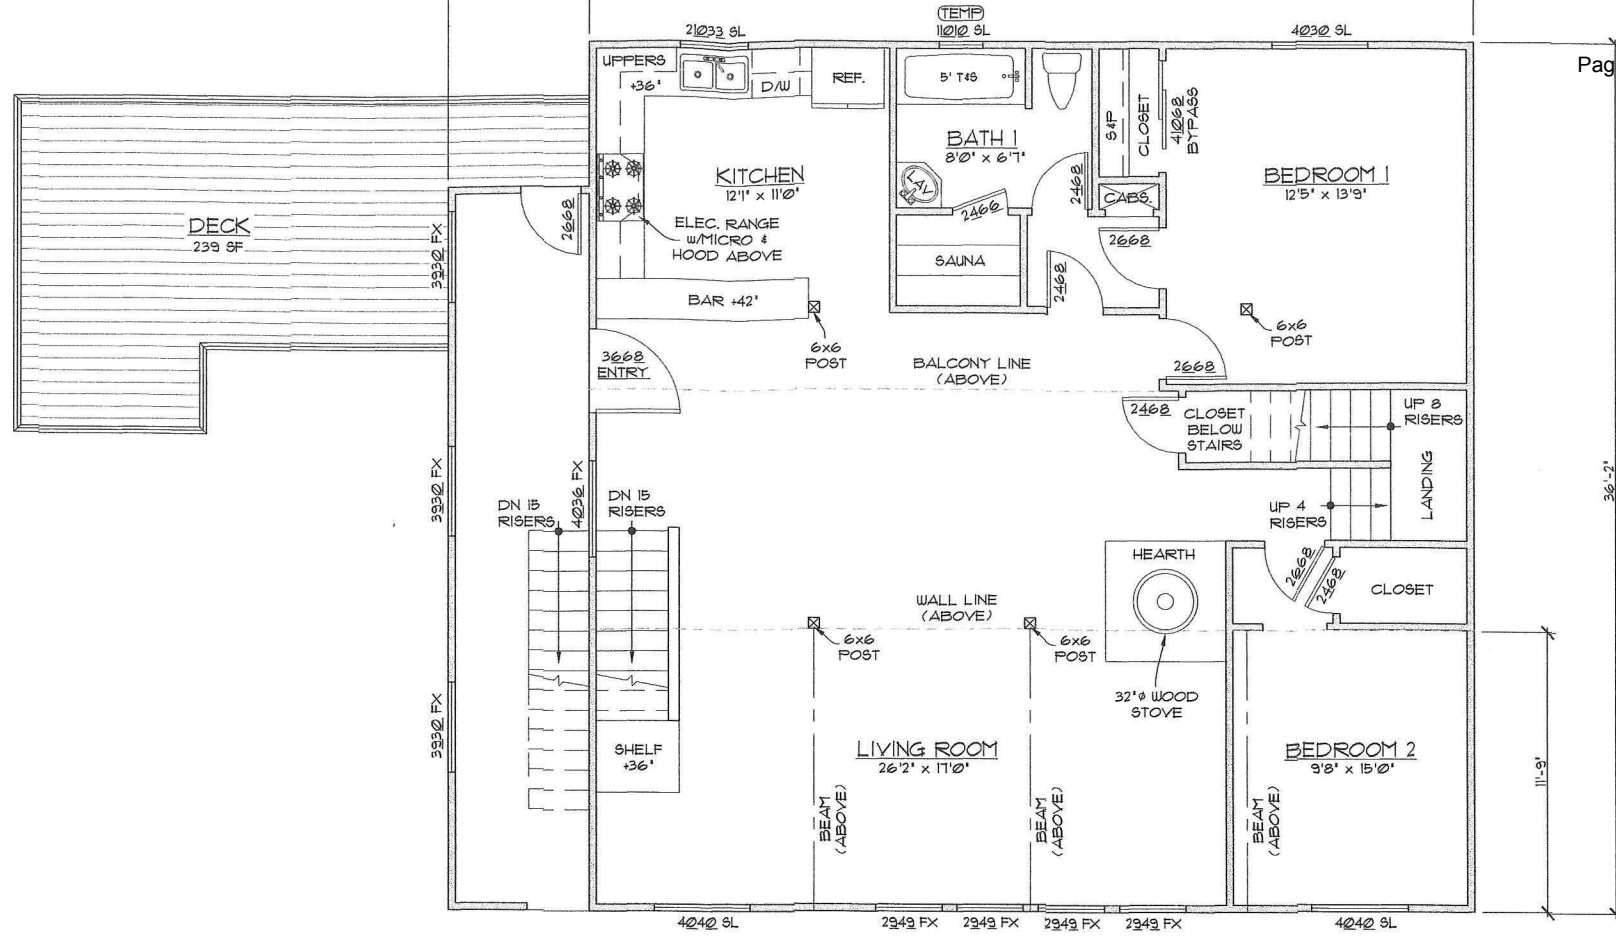 TEMP
21033 SL
11010 SL
4030 SL
Pag
UPPERS
+36"
D/W
REF.
5' T&S
S&P
CLOSET
41068
BYPASS
BATH 1
8'0" x 6'7"
LAV
KITCHEN
12'1" x 11'0"
BEDROOM 1
12'5" x 13'9"
2468
2466
CABS.
DECK
239 SF
2668
3930 FX
ELEC. RANGE
W/MICRO &
HOOD ABOVE
SAUNA
2668
2468
BAR +42"
6x6
POST
6x6
POST
3668
ENTRY
BALCONY LINE
(ABOVE)
2668
2468
CLOSET
BELOW
STAIRS
UP 8
RISERS
LANDING
36'-2"
3930 FX
4036 FX
DN 15
RISERS
DN 15
RISERS
UP 4
RISERS
HEARTH
2668
2468
CLOSET
WALL LINE
(ABOVE)
6x6
POST
6x6
POST
32"ø WOOD
STOVE
3930 FX
SHELF
+36"
LIVING ROOM
26'2" x 17'0"
BEDROOM 2
9'8" x 15'0"
11'-9"
BEAM
(ABOVE)
BEAM
(ABOVE)
BEAM
(ABOVE)
4040 SL
2949 FX
2949 FX
2949 FX
2949 FX
4040 SL